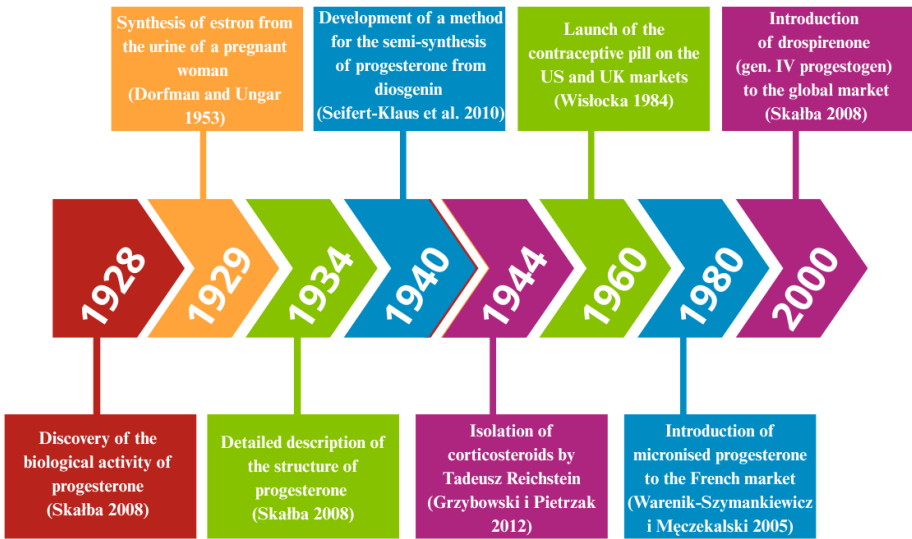 Synthesis of estron from
the urine of a pregnant
woman
(Dorfman and Ungar
1953)
Development of a method
for the semi-synthesis
of progesterone from
diosgenin
(Seifert-Klaus et al. 2010)
Launch of the
contraceptive pill on the
US and UK markets
(Wisłocka 1984)
Introduction
of drospirenone
(gen. IV progestogen)
to the global market
(Skałba 2008)
1928
1929
1934
1940
1944
1960
1980
2000
Discovery of the
biological activity of
progesterone
(Skałba 2008)
Detailed description of
the structure of
progesterone
(Skałba 2008)
Isolation of
corticosteroids by
Tadeusz Reichstein
(Grzybowski i Pietrzak
2012)
Introduction of
micronised progesterone
to the French market
(Warenik-Szymankiewicz
i Męczekalski 2005)